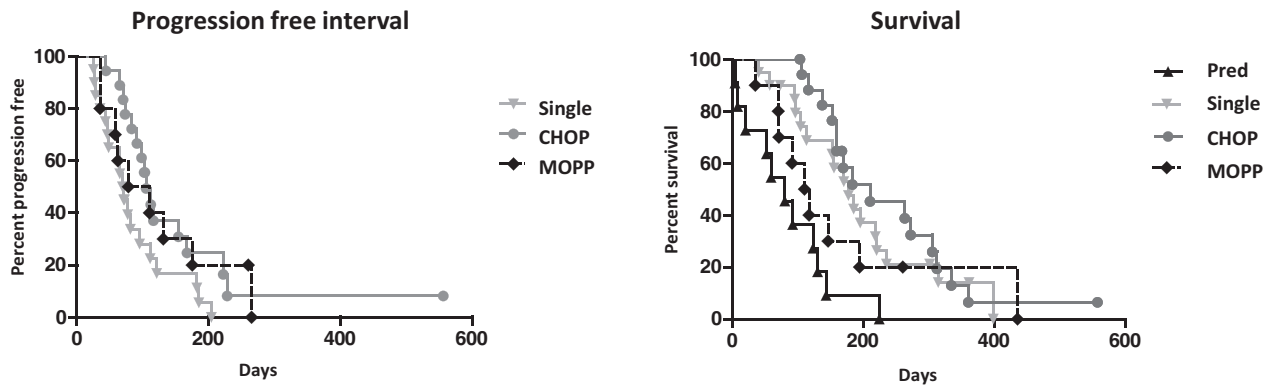 Progression free interval
Percent progression free
100
80
60
40
20
0
0 200 400 600
Days
Single
CHOP
MOPP
Survival
Percent survival
100
80
60
40
20
0
0 200 400 600
Days
Pred
Single
CHOP
MOPP